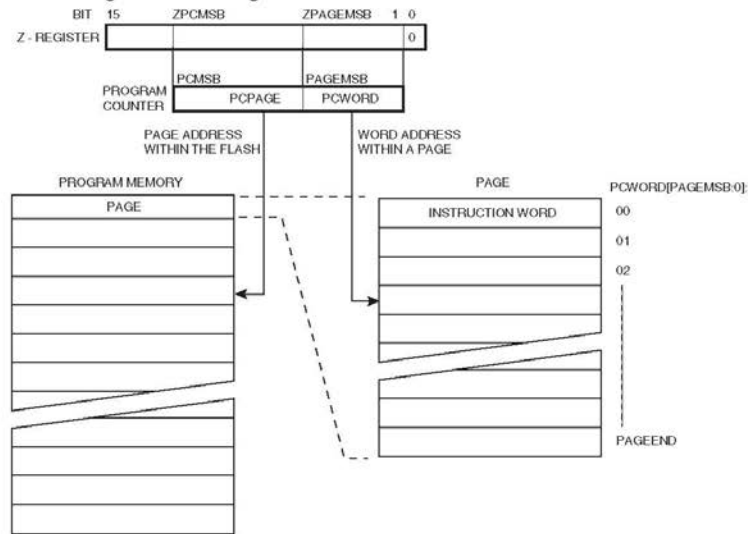 BIT 15 ZPCMSB ZPAGEMSB 1 0
Z - REGISTER 0
PCMSB PAGEMSB
PROGRAM COUNTER PCPAGE PCWORD
PAGE ADDRESS WITHIN THE FLASH
WORD ADDRESS WITHIN A PAGE
PROGRAM MEMORY PAGE PCWORD[PAGEMSB:0]:
PAGE INSTRUCTION WORD 00
01
02
PAGEEND